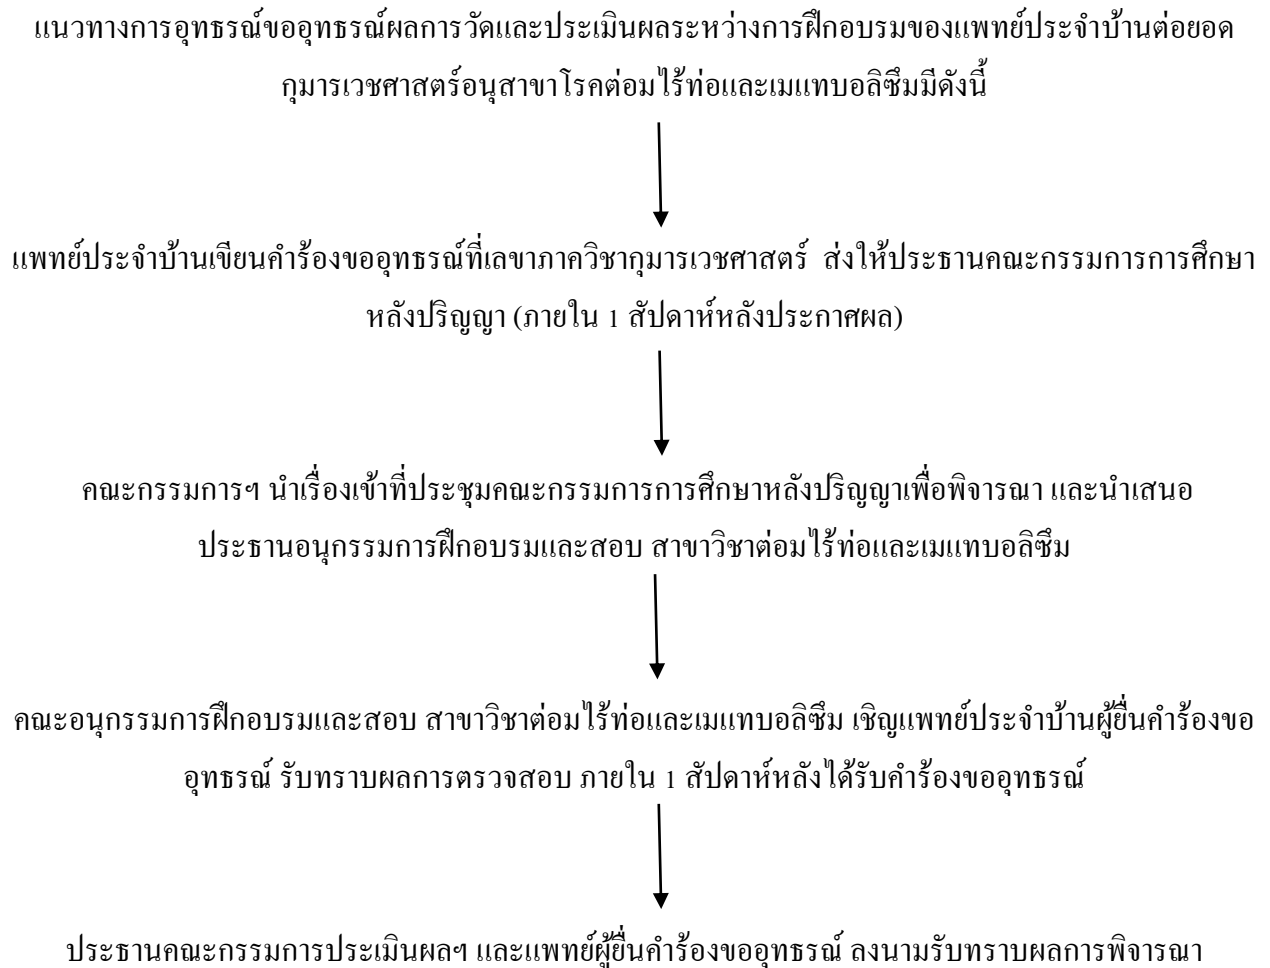 แนวทางการอุทธรณ์ขออุทธรณ์ผลการวัดและประเมินผลระหว่างการฝึกอบรมของแพทย์ประจำบ้านต่อยอด
กุมารเวชศาสตร์อนุสาขาโรคต่อมไร้ท่อและเมแทบอลิซึมมีดังนี้
แพทย์ประจำบ้านเขียนคำร้องขออุทธรณ์ที่เลขาภาควิชากุมารเวชศาสตร์ ส่งให้ประธานคณะกรรมการการศึกษา
หลังปริญญา (ภายใน 1 สัปดาห์หลังประกาศผล)
คณะกรรมการฯ นำเรื่องเข้าที่ประชุมคณะกรรมการการศึกษาหลังปริญญาเพื่อพิจารณา และนำเสนอ
ประธานอนุกรรมการฝึกอบรมและสอบ สาขาวิชาต่อมไร้ท่อและเมแทบอลิซึม
คณะอนุกรรมการฝึกอบรมและสอบ สาขาวิชาต่อมไร้ท่อและเมแทบอลิซึม เชิญแพทย์ประจำบ้านผู้ยื่นคำร้องขอ
อุทธรณ์ รับทราบผลการตรวจสอบ ภายใน 1 สัปดาห์หลังได้รับคำร้องขออุทธรณ์
ประธานคณะกรรมการประเมินผลฯ และแพทย์ผู้ยื่นคำร้องขออุทธรณ์ ลงนามรับทราบผลการพิจารณา